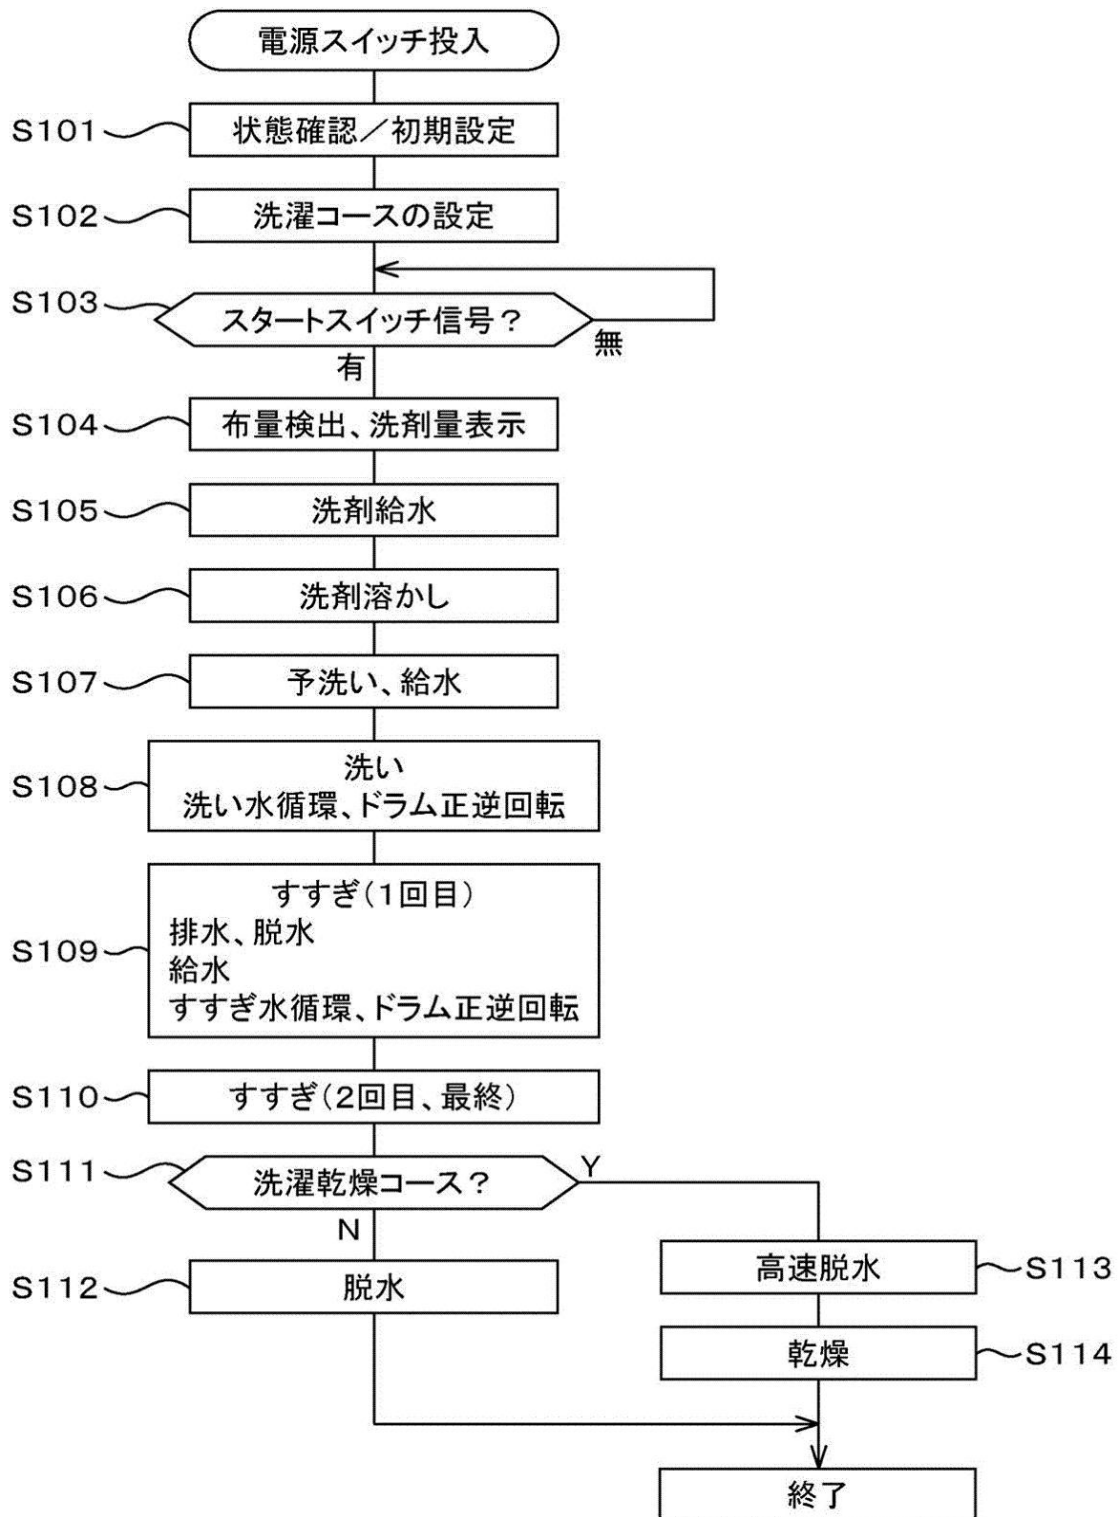 電源スイッチ投入
S101
状態確認／初期設定
S102
洗濯コースの設定
S103
スタートスイッチ信号？
無
有
S104
布量検出、洗剤量表示
S105
洗剤給水
S106
洗剤溶かし
S107
予洗い、給水
S108
洗い
洗い水循環、ドラム正逆回転
S109
すすぎ（１回目）
排水、脱水
給水
すすぎ水循環、ドラム正逆回転
S110
すすぎ（２回目、最終）
S111
洗濯乾燥コース？
Y
N
S112
脱水
高速脱水
S113
乾燥
S114
終了